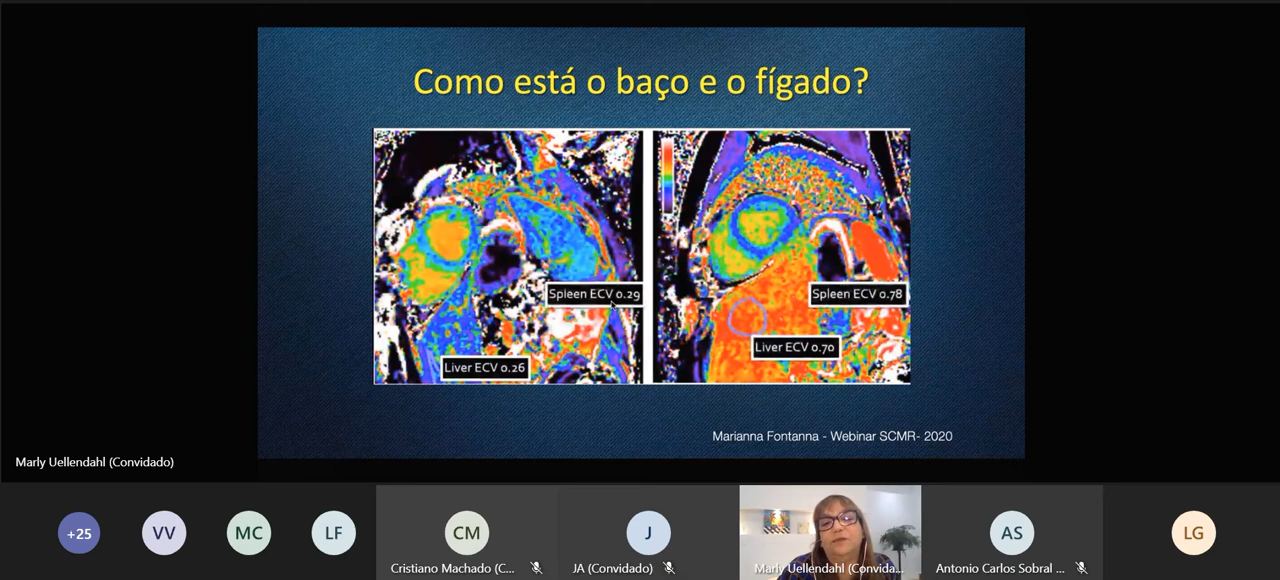 Como está o baço e o fígado?
Spleen ECV 0.29
Liver ECV 0.26
Spleen ECV 0.78
Liver ECV 0.70
Marianna Fontanna - Webinar SCMR- 2020
Marly Uellendahl (Convidado)
+25
VV
MC
LF
CM
Cristiano Machado (C...
J
JA (Convidado)
Marly Uellendahl (Convida...
AS
Antonio Carlos Sobral ...
LG